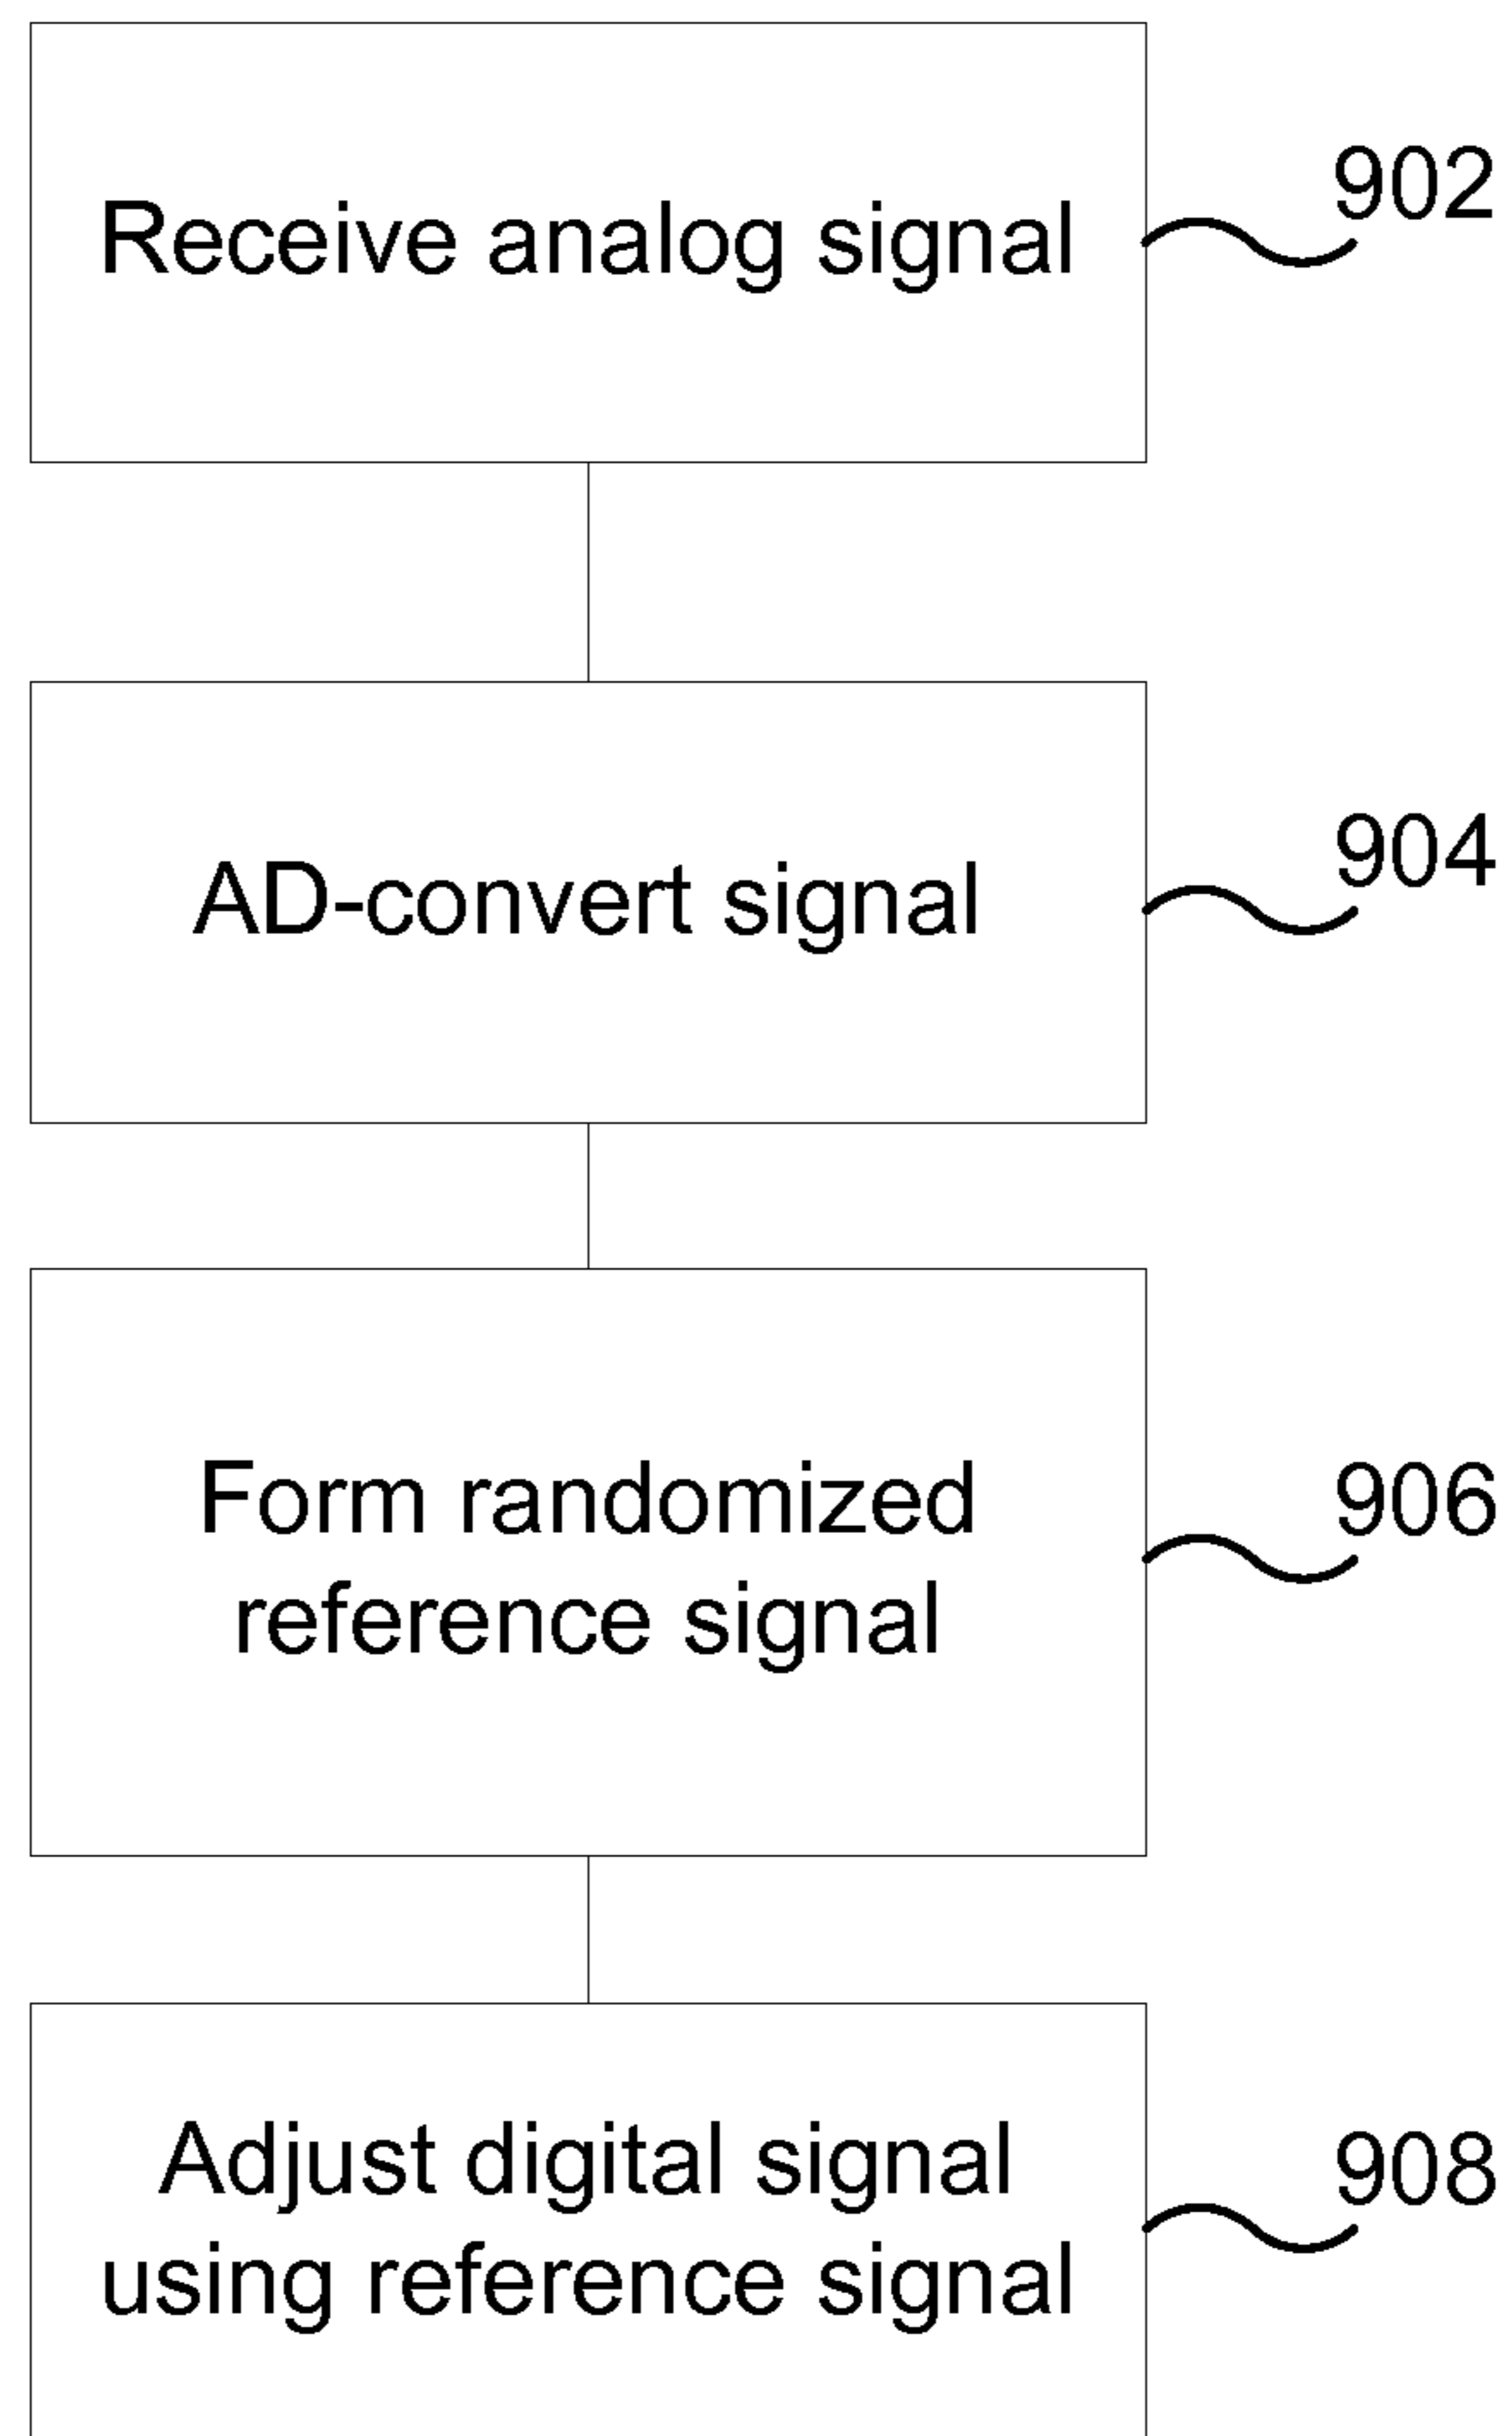 Receive analog signal
902
AD-convert signal
904
Form randomized
reference signal
906
Adjust digital signal
using reference signal
908